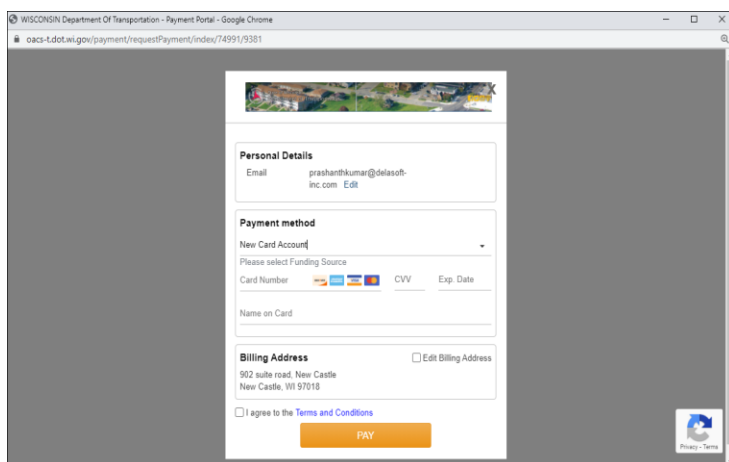 WISCONSIN Department Of Transportation - Payment Portal - Google Chrome
oacs-t.dot.wi.gov/payment/requestPayment/index/74991/9381
X
Personal Details
Email prashanthkumar@delasoft-
inc.com Edit
Payment method
New Card Account
Please select Funding Source
Card Number CVV Exp. Date
Name on Card
Billing Address Edit Billing Address
902 suite road, New Castle
New Castle, WI 97018
I agree to the Terms and Conditions
PAY
Privacy - Terms